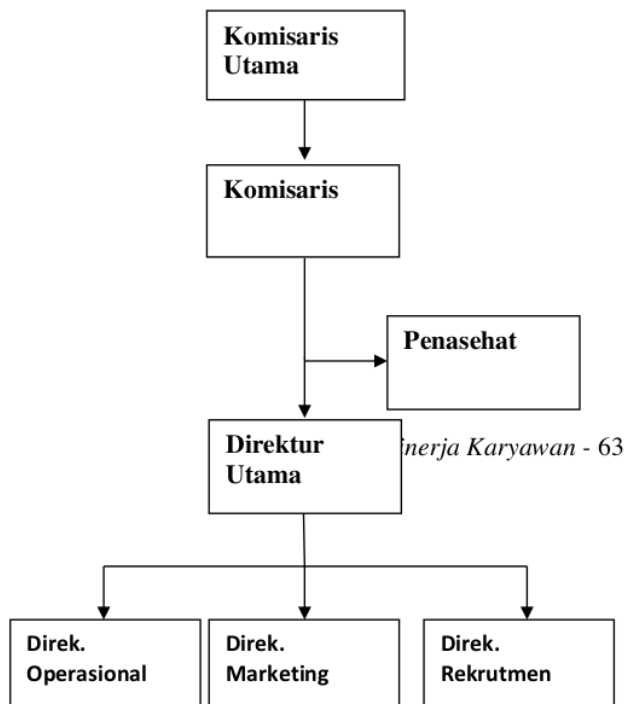 Komisaris
Utama
Komisaris
Penasehat
Direktur
Utama
Karyawan - 63
Direk.
Operasional
Direk.
Marketing
Direk.
Rekrutmen